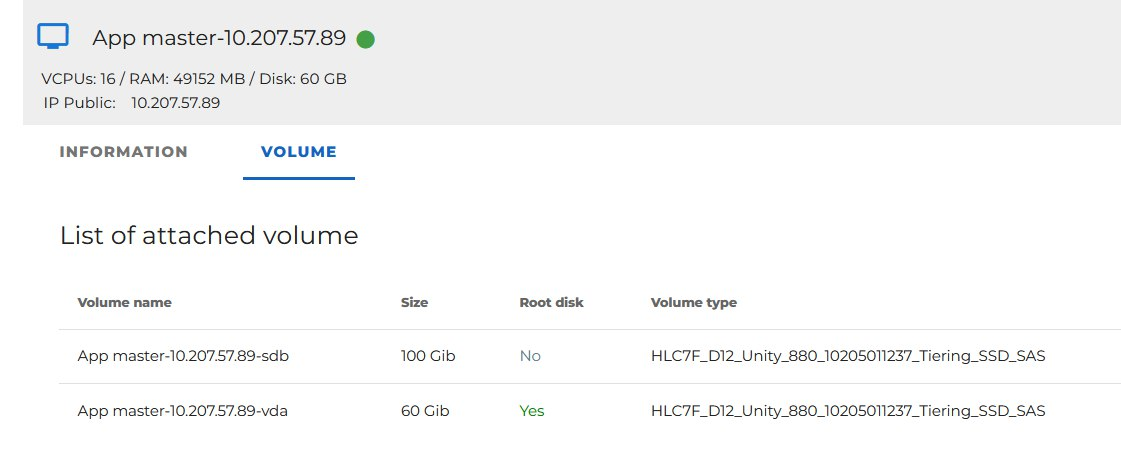 App master-10.207.57.89
VCPUs: 16 / RAM: 49152 MB / Disk: 60 GB
IP Public: 10.207.57.89
INFORMATION VOLUME
List of attached volume
Volume name Size Root disk Volume type
App master-10.207.57.89-sdb 100 Gib No HLC7F_D12_Unity_880_10205011237_Tiering_SSD_SAS
App master-10.207.57.89-vda 60 Gib Yes HLC7F_D12_Unity_880_10205011237_Tiering_SSD_SAS